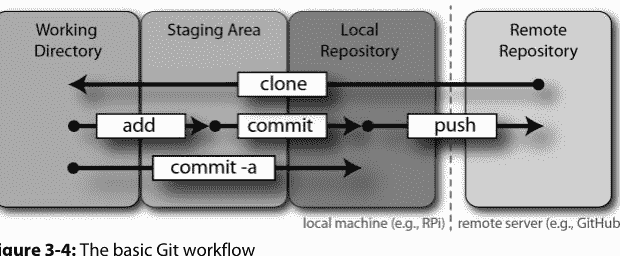 Working
Directory
Staging Area
Local
Repository
Remote
Repository
clone
add
commit
push
commit -a
local machine (e.g., RPi)
remote server (e.g., GitHub
igure 3-4: The basic Git workflow